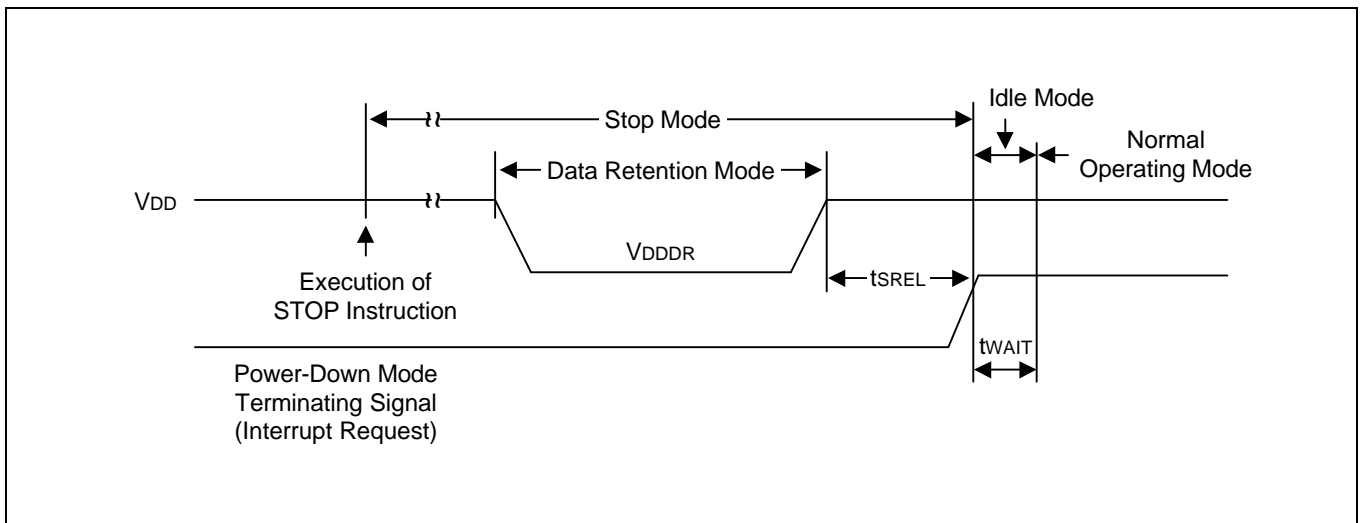 Idle Mode
Stop Mode
Normal
Operating Mode
Data Retention Mode
VDD
VDDDR
Execution of
STOP Instruction
tSREL
tWAIT
Power-Down Mode
Terminating Signal
(Interrupt Request)